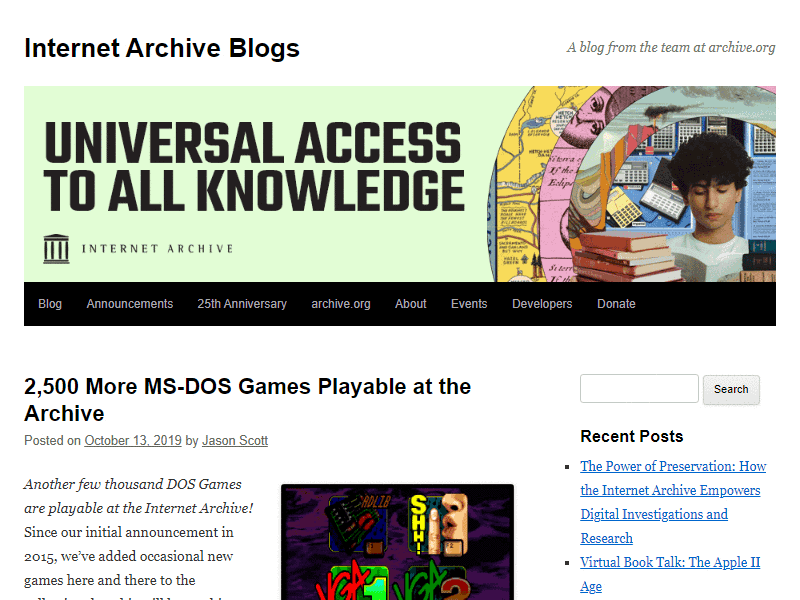 Internet Archive Blogs
A blog from the team at archive.org
UNIVERSAL ACCESS
TO ALL KNOWLEDGE
INTERNET ARCHIVE
Blog Announcements 25th Anniversary archive.org About Events Developers Donate
2,500 More MS-DOS Games Playable at the
Archive
Posted on October 13, 2019 by Jason Scott
Another few thousand DOS Games
are playable at the Internet Archive!
Since our initial announcement in
2015, we've added occasional new
games here and there to the
SHH!
VGA 1
VGA 2
Search
Recent Posts
The Power of Preservation: How
the Internet Archive Empowers
Digital Investigations and
Research
Virtual Book Talk: The Apple II
Age